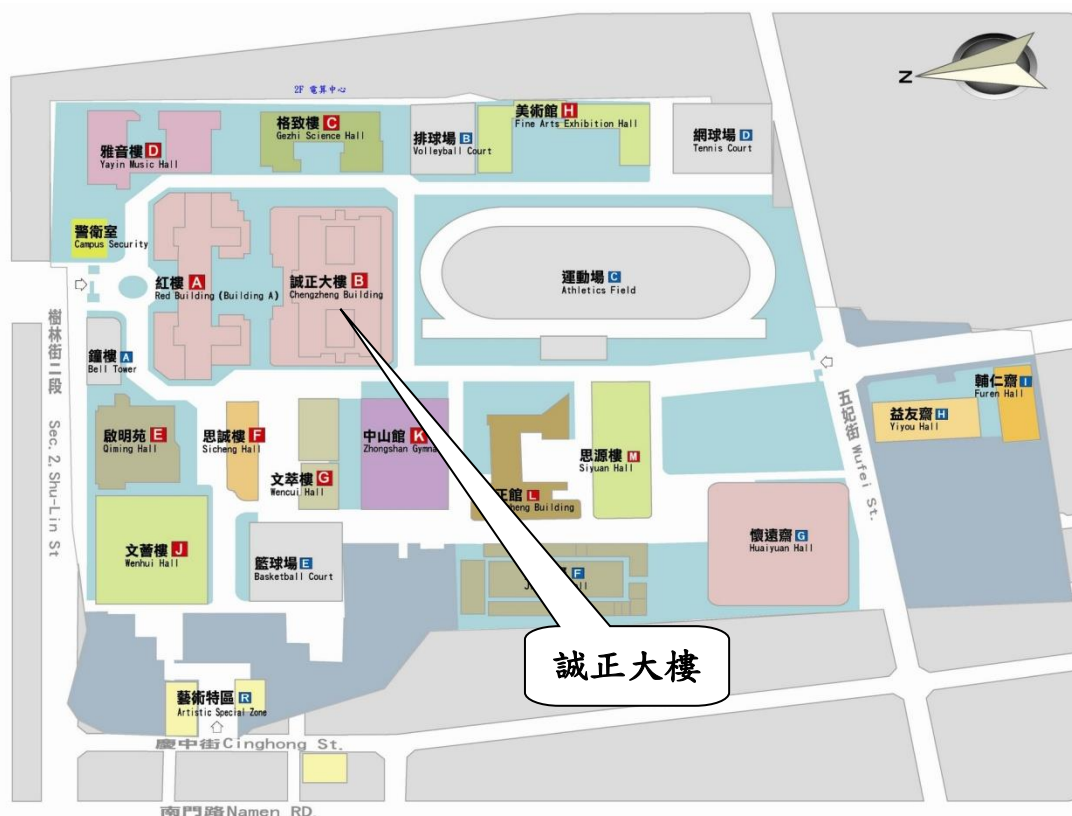 N
2F 電算中心
雅音樓 D
Yayin Music Hall
格致樓 C
Gezhi Science Hall
排球場 B
Volleyball Court
美術館 H
Fine Arts Exhibition Hall
網球場 D
Tennis Court
警衛室
Campus Security
紅樓 A
Red Building (Building A)
誠正大樓 B
Chengzheng Building
運動場 C
Athletics Field
樹林街二段 Sec. 2, Shu-Lin St
鐘樓 A
Bell Tower
啟明苑 E
Qiming Hall
思誠樓 F
Sicheng Hall
文萃樓 G
Wencui Hall
中山館 K
Zhongshan Gymna
正館 L
heng Building
思源樓 M
Siyuan Hall
五妃街 Wufei St.
益友齋 H
Yiyou Hall
輔仁齋 I
Furen Hall
文薈樓 J
Wenhui Hall
籃球場 E
Basketball Court
F
懷遠齋 G
Huaiyuan Hall
誠正大樓
藝術特區 R
Artistic Special Zone
慶中街Cinghong St.
南門路Namen RD.